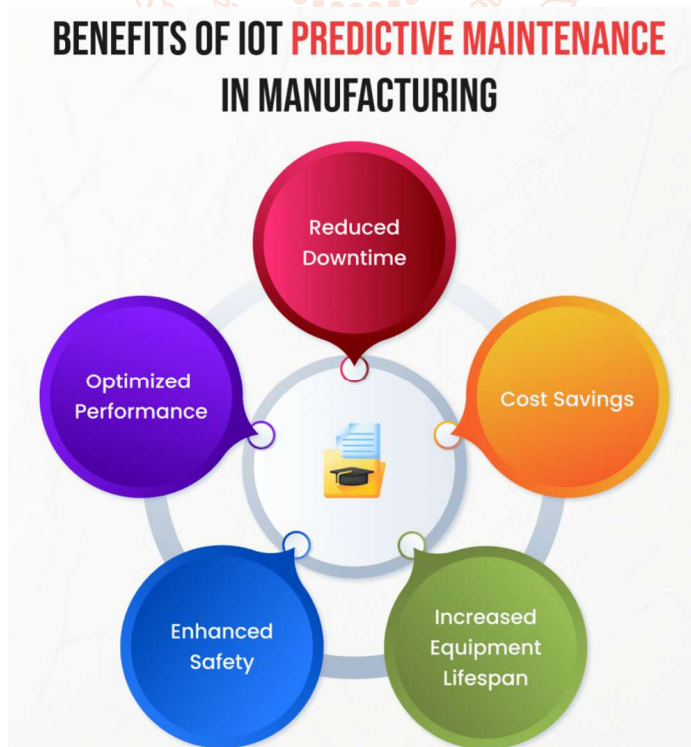 BENEFITS OF IOT PREDICTIVE MAINTENANCE
IN MANUFACTURING
Reduced
Downtime
Cost Savings
Increased
Equipment
Lifespan
Enhanced
Safety
Optimized
Performance